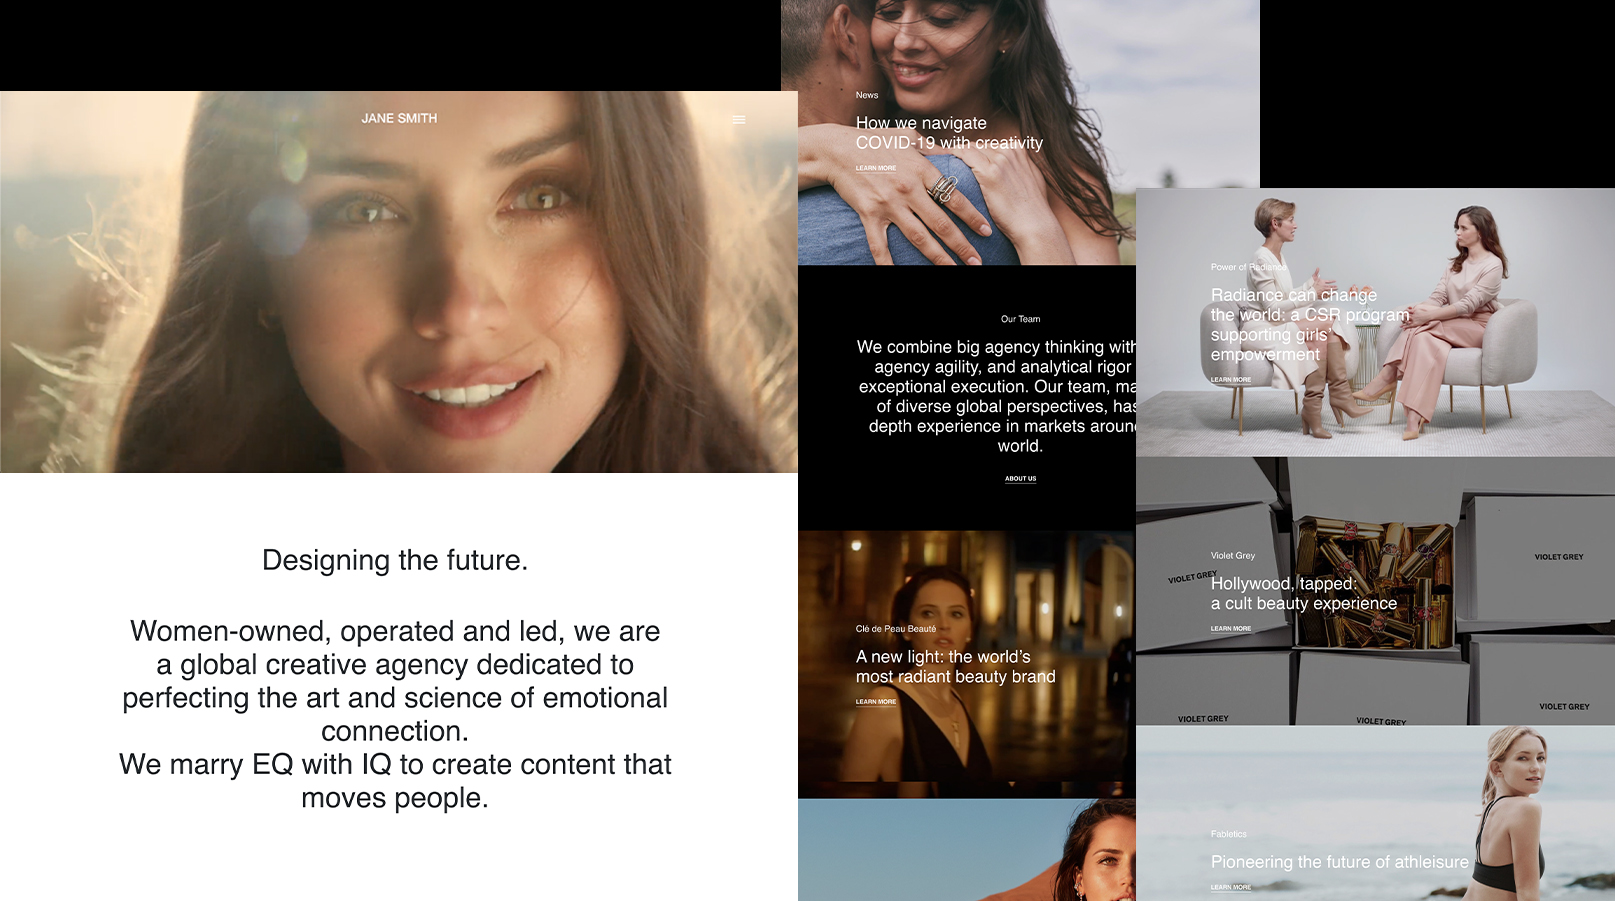 JANE SMITH
Designing the future.
Women-owned, operated and led, we are
a global creative agency dedicated to
perfecting the art and science of emotional
connection.
We marry EQ with IQ to create content that
moves people.
News
How we navigate
COVID-19 with creativity
LEARN MORE
Our Team
We combine big agency thinking with
agency agility, and analytical rigor
exceptional execution. Our team, ma
of diverse global perspectives, has
depth experience in markets aroun
world.
ABOUT US
Clé de Peau Beauté
A new light: the world's
most radiant beauty brand
LEARN MORE
Power of Radiance
Radiance can change
the world: a CSR program
supporting girls'
empowerment
LEARN MORE
Violet Grey
Hollywood, tapped:
a cult beauty experience
LEARN MORE
VIOLET GREY
VIOLET GREY
VIOLET GREY
VIOLET GREY
VIOLET GREY
Fabletics
Pioneering the future of athleisure
LEARN MORE